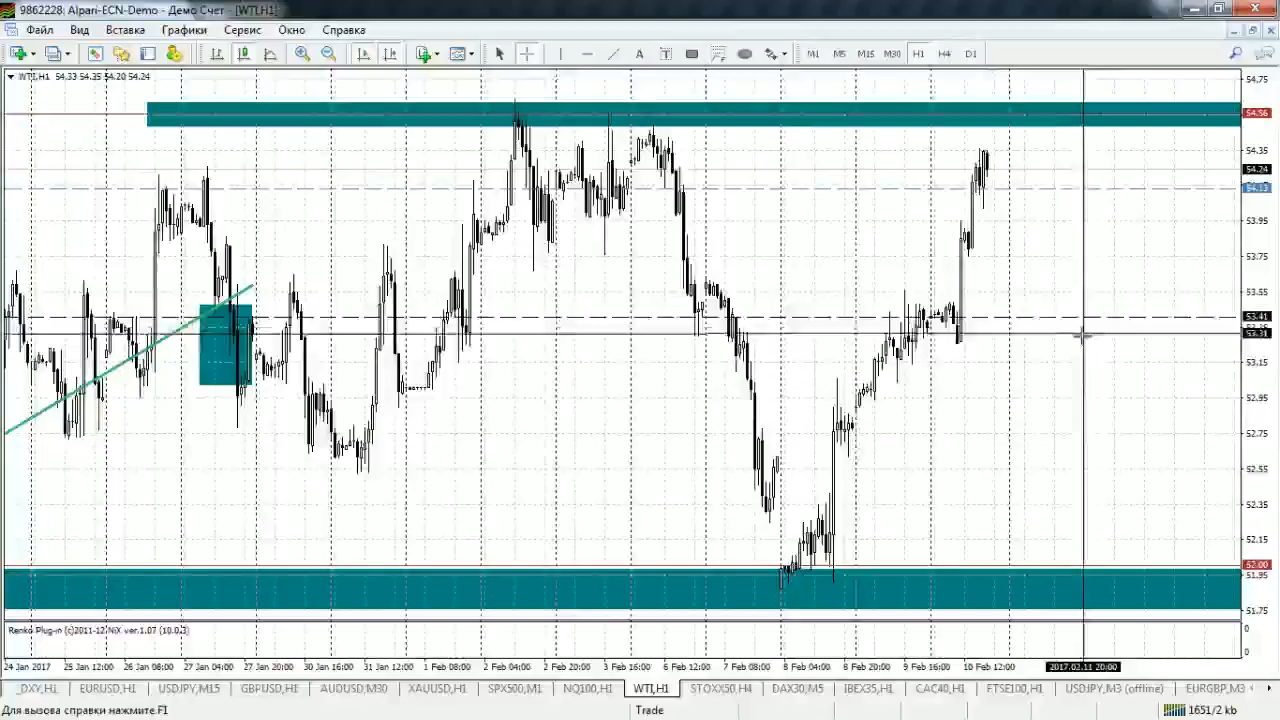 9862228: Alpari-ECN-Demo - Демо Счет - [WTI,H1]
Файл Вид Вставка Графики Сервис Окно Справка
A T M1 M5 M15 M30 H1 H4 D1
WTI,H1 54.33 54.35 54.20 54.24
54.75
54.56
54.35
54.24
54.13
53.95
53.75
53.55
53.41
53.31
53.15
52.95
52.75
52.55
52.35
52.15
52.00
51.95
51.75
Renko Plug-in (c)2011-12 NiX ver.1.07 (10.0.3)
0
0
24 Jan 2017 25 Jan 12:00 26 Jan 08:00 27 Jan 04:00 27 Jan 20:00 30 Jan 16:00 31 Jan 12:00 1 Feb 08:00 2 Feb 04:00 2 Feb 20:00 3 Feb 16:00 6 Feb 12:00 7 Feb 08:00 8 Feb 04:00 8 Feb 20:00 9 Feb 16:00 10 Feb 12:00 2017.02.11 20:00
_DXY,H1 EURUSD,H1 USDJPY,M15 GBPUSD,H1 AUDUSD,M30 XAUUSD,H1 SPX500,M1 NQ100,H1 WTI,H1 STOXX50,H4 DAX30,M5 IBEX35,H1 CAC40,H1 FTSE100,H1 USDJPY,M3 (offline) EURGBP,M3
Для вызова справки нажмите F1 Trade 1651/2 kb